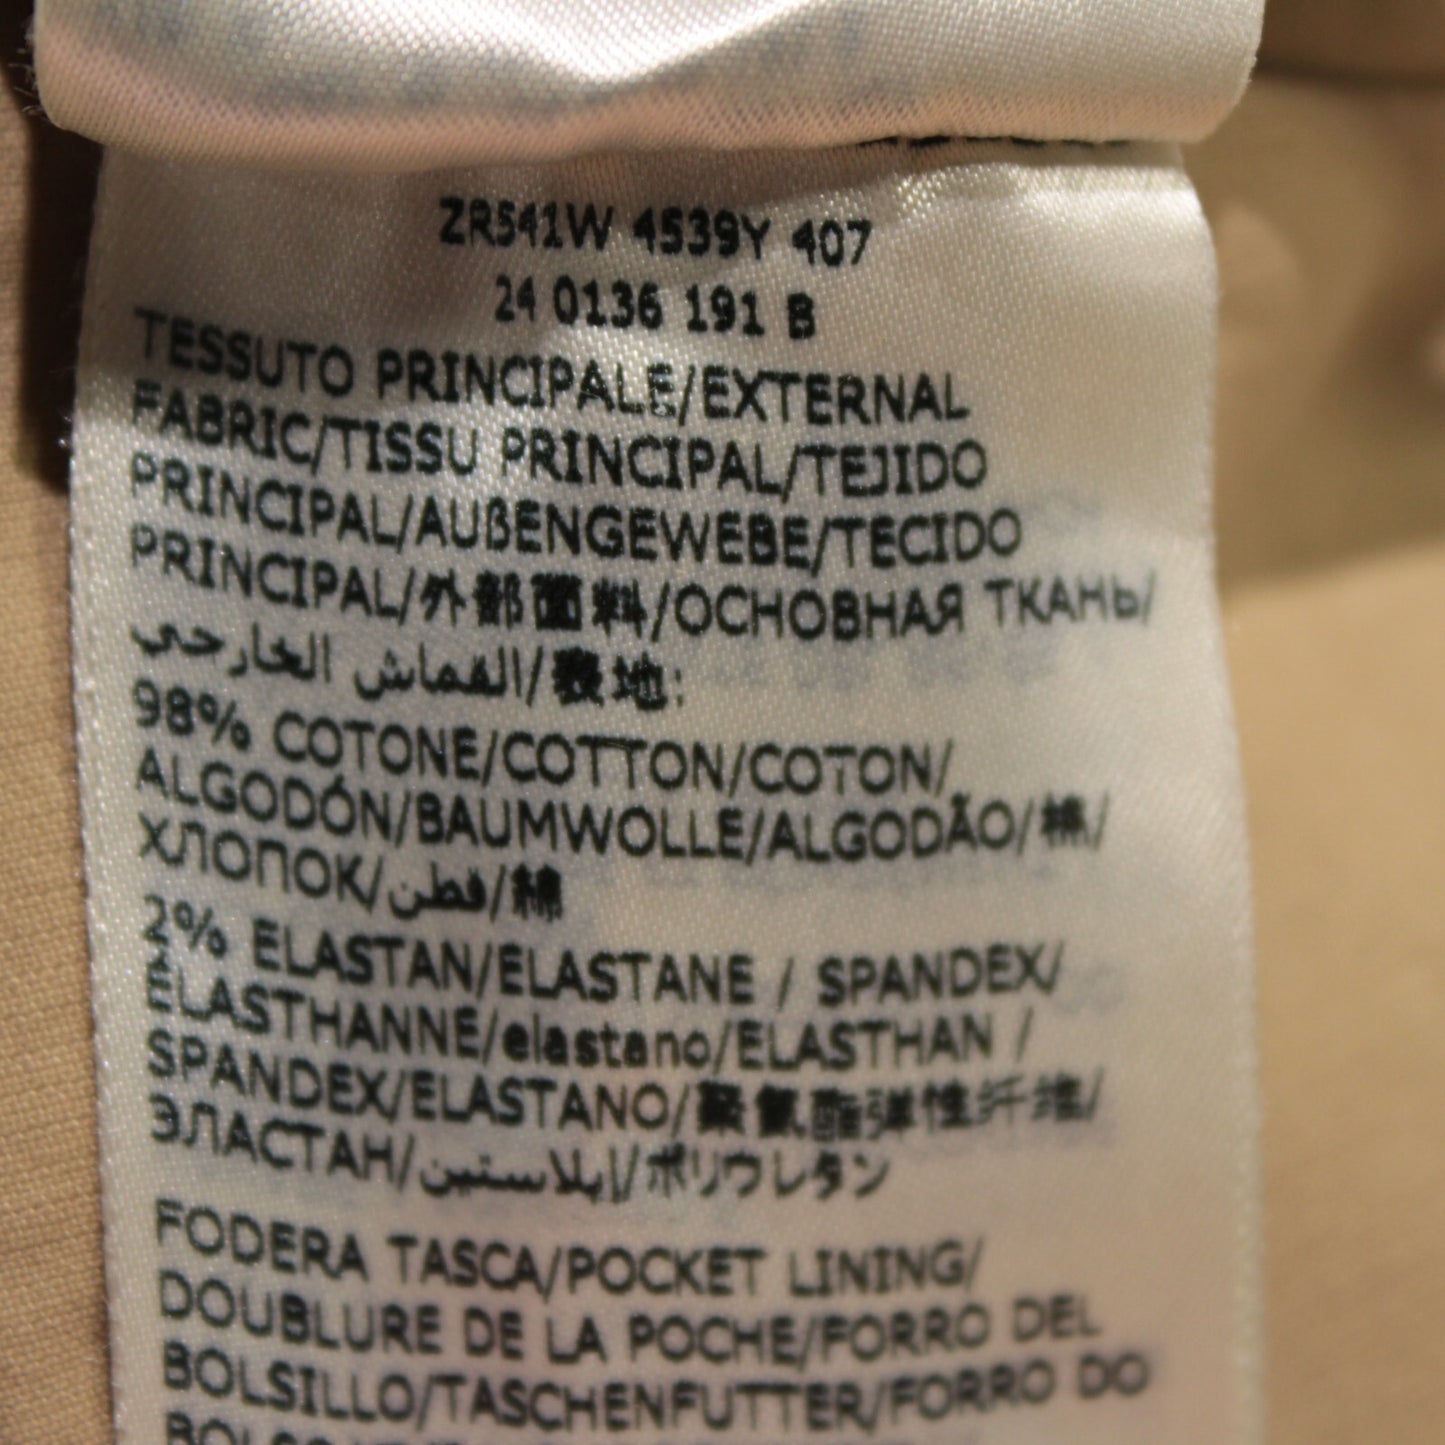 ZR541W 4539Y 407
24 0136 191 B
TESSUTO PRINCIPALE/EXTERNAL
FABRIC/TISSU PRINCIPAL/TEJIDO
PRINCIPAL/AUßENGEWEBE/TECIDO
PRINCIPAL/外部面料/ОСНОВНАЯ ТКАНЬ/
القماش الخارجي/表地:
98% COTONE/COTTON/COTON/
ALGODÓN/BAUMWOLLE/ALGODÃO/棉/
ХЛОПОК/قطن/綿
2% ELASTAN/ELASTANE / SPANDEX/
ÉLASTHANNE/elastano/ELASTHAN /
SPANDEX/ELASTANO/聚氨酯弹性纤维/
ЭЛАСТАН/إيلاستين/ポリウレタン
FODERA TASCA/POCKET LINING/
DOUBLURE DE LA POCHE/FORRO DEL
BOLSILLO/TASCHENFUTTER/FORRO DO